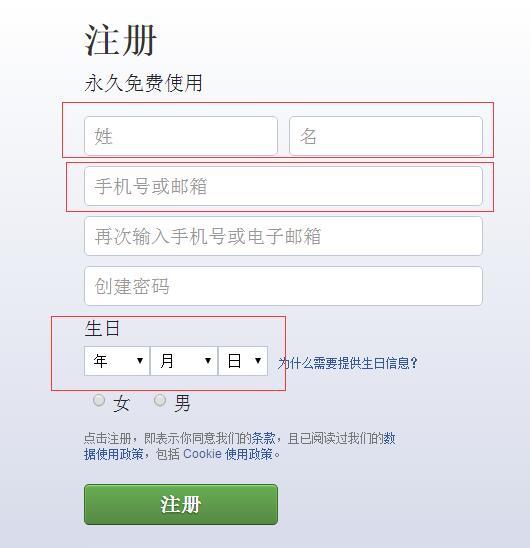 注册
永久免费使用
姓 名
手机号或邮箱
再次输入手机号或电子邮箱
创建密码
生日
年 月 日 为什么需要提供生日信息?
女 男
点击注册，即表示你同意我们的条款，且已阅读过我们的数
据使用政策，包括 Cookie 使用政策。
注册